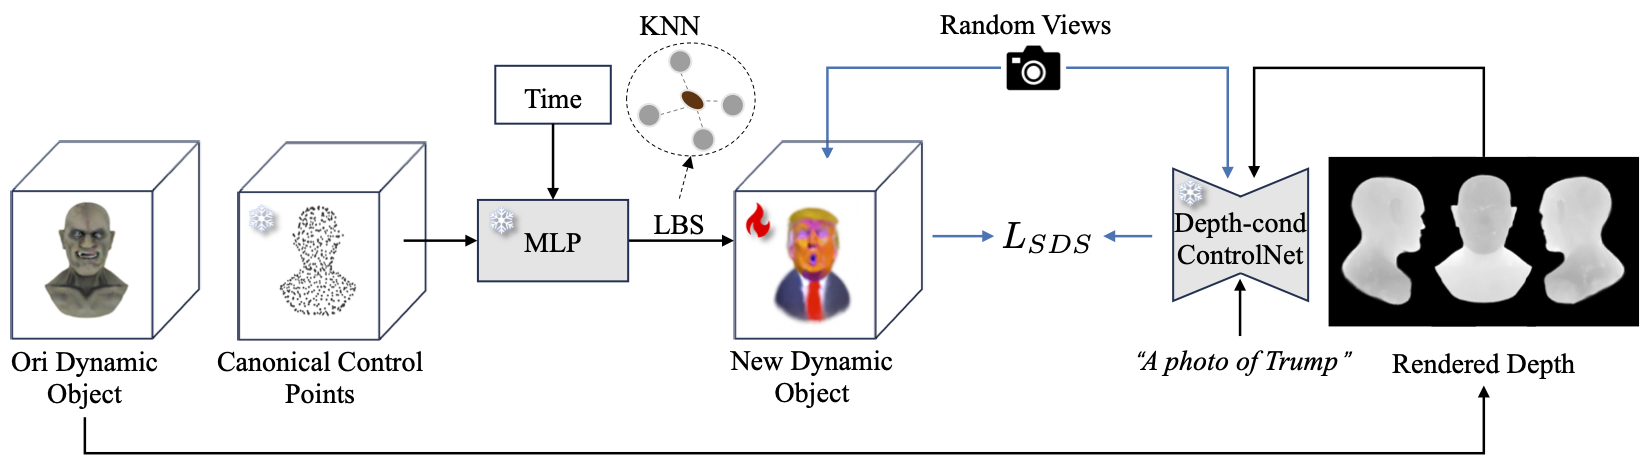 KNN
Random Views
Time
MLP
LBS
L_{SDS}
Depth-cond
ControlNet
Ori Dynamic
Object
Canonical Control
Points
New Dynamic
Object
“A photo of Trump”
Rendered Depth